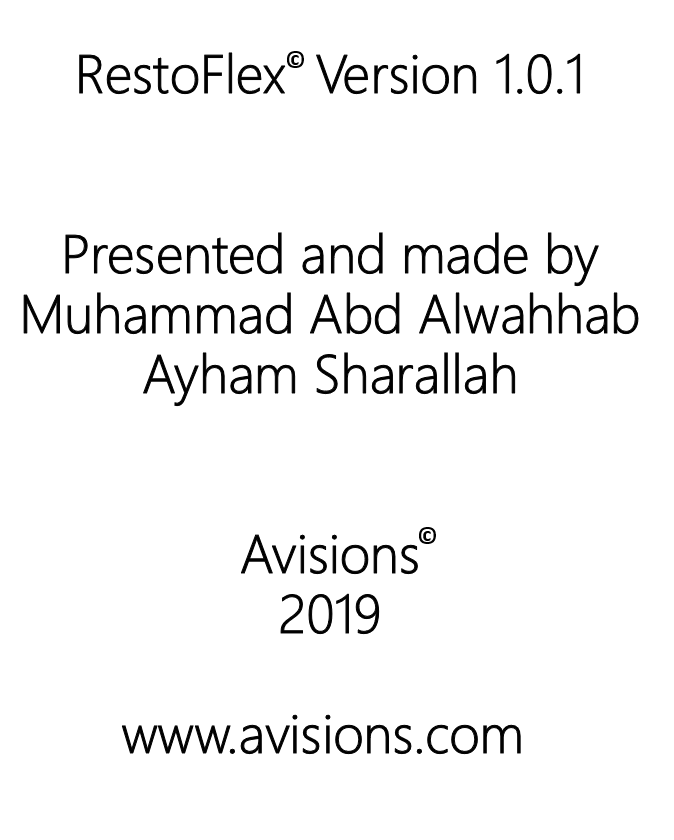 RestoFlex© Version 1.0.1
Presented and made by
Muhammad Abd Alwahhab
Ayham Sharallah
Avisions©
2019
www.avisions.com